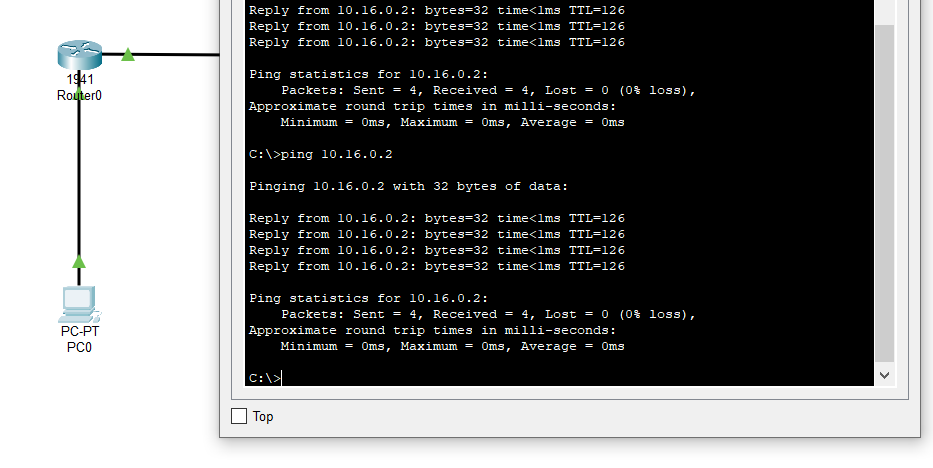 Reply from 10.16.0.2: bytes=32 time<1ms TTL=126
Reply from 10.16.0.2: bytes=32 time<1ms TTL=126
Reply from 10.16.0.2: bytes=32 time<1ms TTL=126
Ping statistics for 10.16.0.2:
Packets: Sent = 4, Received = 4, Lost = 0 (0% loss),
Approximate round trip times in milli-seconds:
Minimum = 0ms, Maximum = 0ms, Average = 0ms
C:\>ping 10.16.0.2
Pinging 10.16.0.2 with 32 bytes of data:
Reply from 10.16.0.2: bytes=32 time<1ms TTL=126
Reply from 10.16.0.2: bytes=32 time<1ms TTL=126
Reply from 10.16.0.2: bytes=32 time<1ms TTL=126
Reply from 10.16.0.2: bytes=32 time<1ms TTL=126
Ping statistics for 10.16.0.2:
Packets: Sent = 4, Received = 4, Lost = 0 (0% loss),
Approximate round trip times in milli-seconds:
Minimum = 0ms, Maximum = 0ms, Average = 0ms
C:\>
Top
1941
Router0
PC-PT
PC0